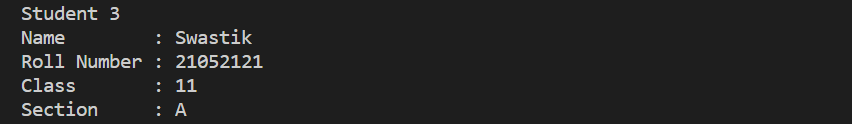 Student 3
Name        : Swastik
Roll Number : 21052121
Class       : 11
Section     : A